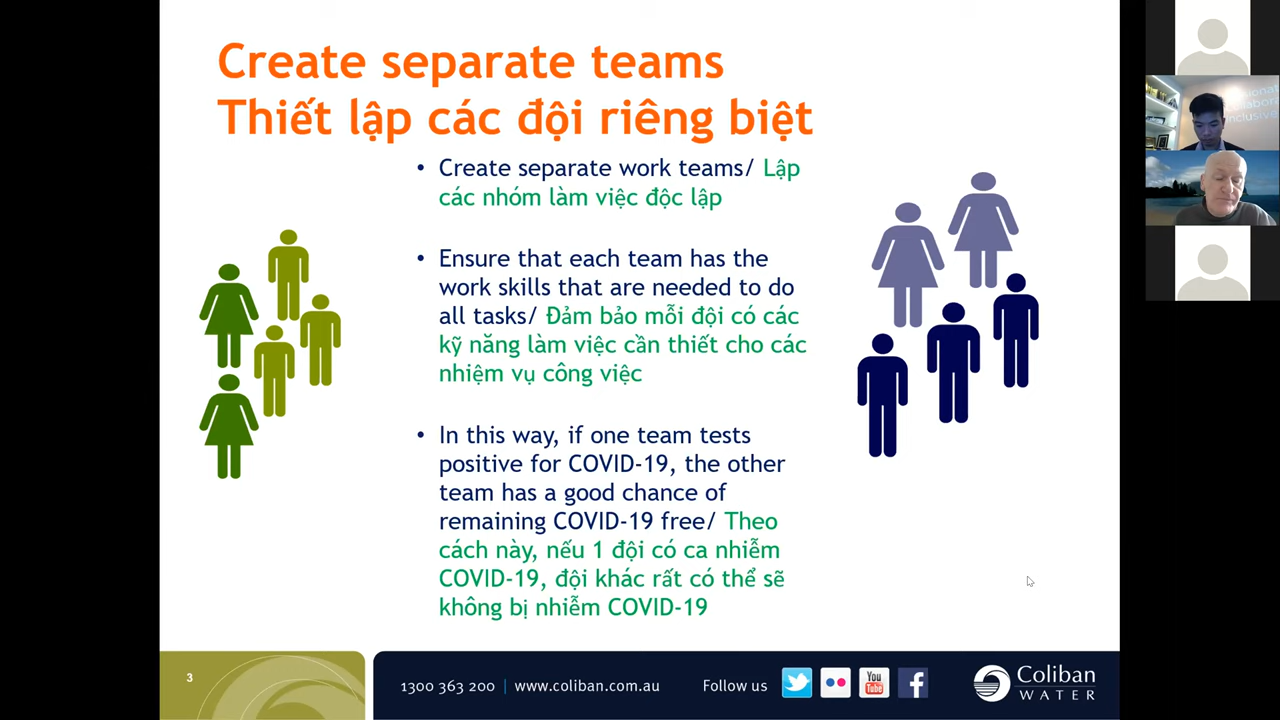 Create separate teams
Thiết lập các đội riêng biệt
• Create separate work teams/ Lập
các nhóm làm việc độc lập
• Ensure that each team has the
work skills that are needed to do
all tasks/ Đảm bảo mỗi đội có các
kỹ năng làm việc cần thiết cho các
nhiệm vụ công việc
• In this way, if one team tests
positive for COVID-19, the other
team has a good chance of
remaining COVID-19 free/ Theo
cách này, nếu 1 đội có ca nhiễm
COVID-19, đội khác rất có thể sẽ
không bị nhiễm COVID-19
3
1300 363 200 | www.coliban.com.au
Follow us
You
Tube
Coliban
WATER